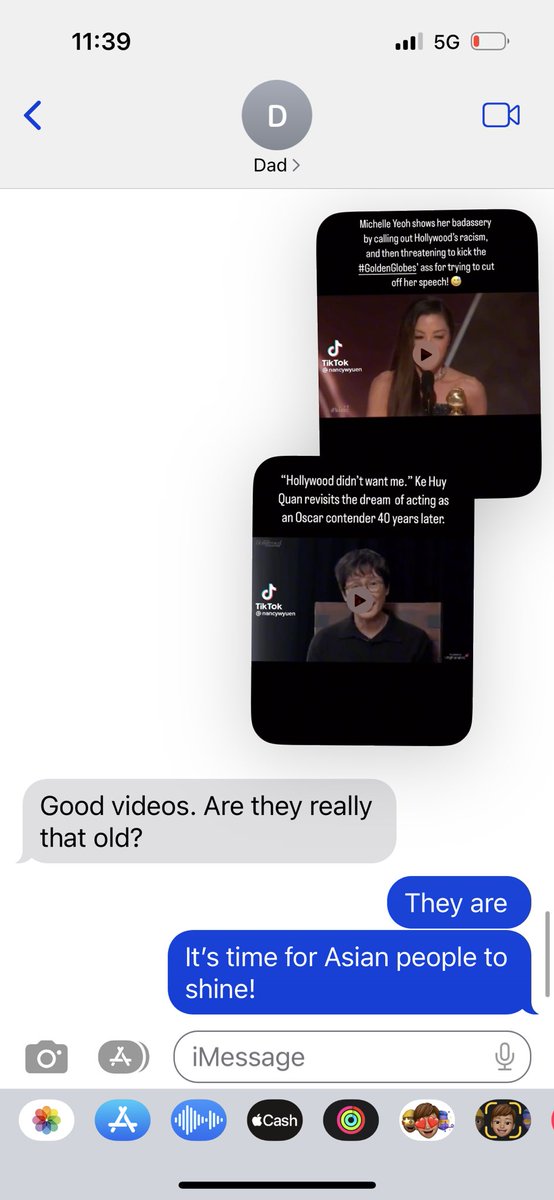 11:39
5G
D
Dad
Michelle Yeoh shows her badassery
by calling out Hollywood's racism,
and then threatening to kick the
#GoldenGlobes' ass for trying to cut
off her speech! 😅
TikTok
@nancywyuen
"Hollywood didn't want me." Ke Huy
Quan revisits the dream of acting as
an Oscar contender 40 years later.
TikTok
@nancywyuen
Good videos. Are they really
that old?
They are
It's time for Asian people to
shine!
iMessage
Cash